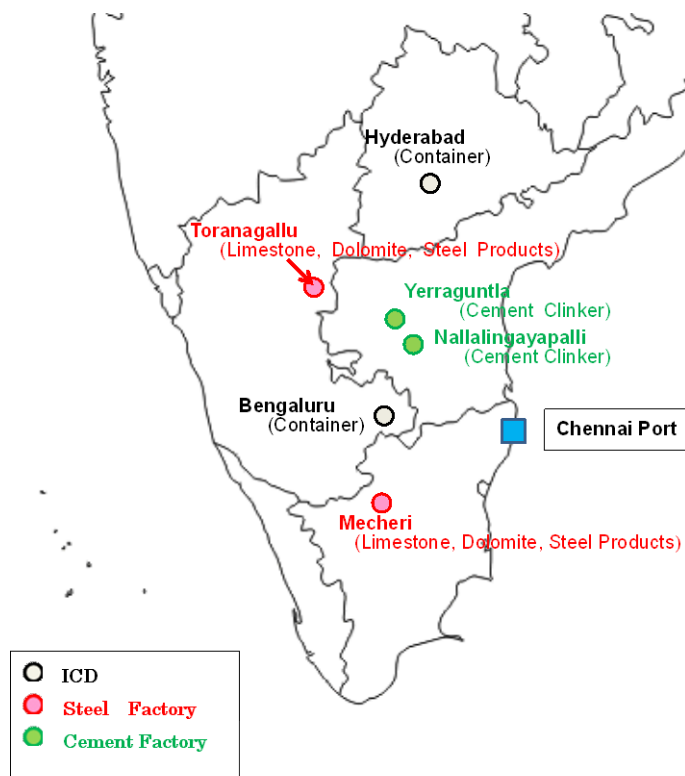 Hyderabad
(Container)
Toranagallu
(Limestone, Dolomite, Steel Products)
Yerraguntla
(Cement Clinker)
Nallalingayapalli
(Cement Clinker)
Bengaluru
(Container)
Chennai Port
Mecheri
(Limestone, Dolomite, Steel Products)
ICD
Steel Factory
Cement Factory